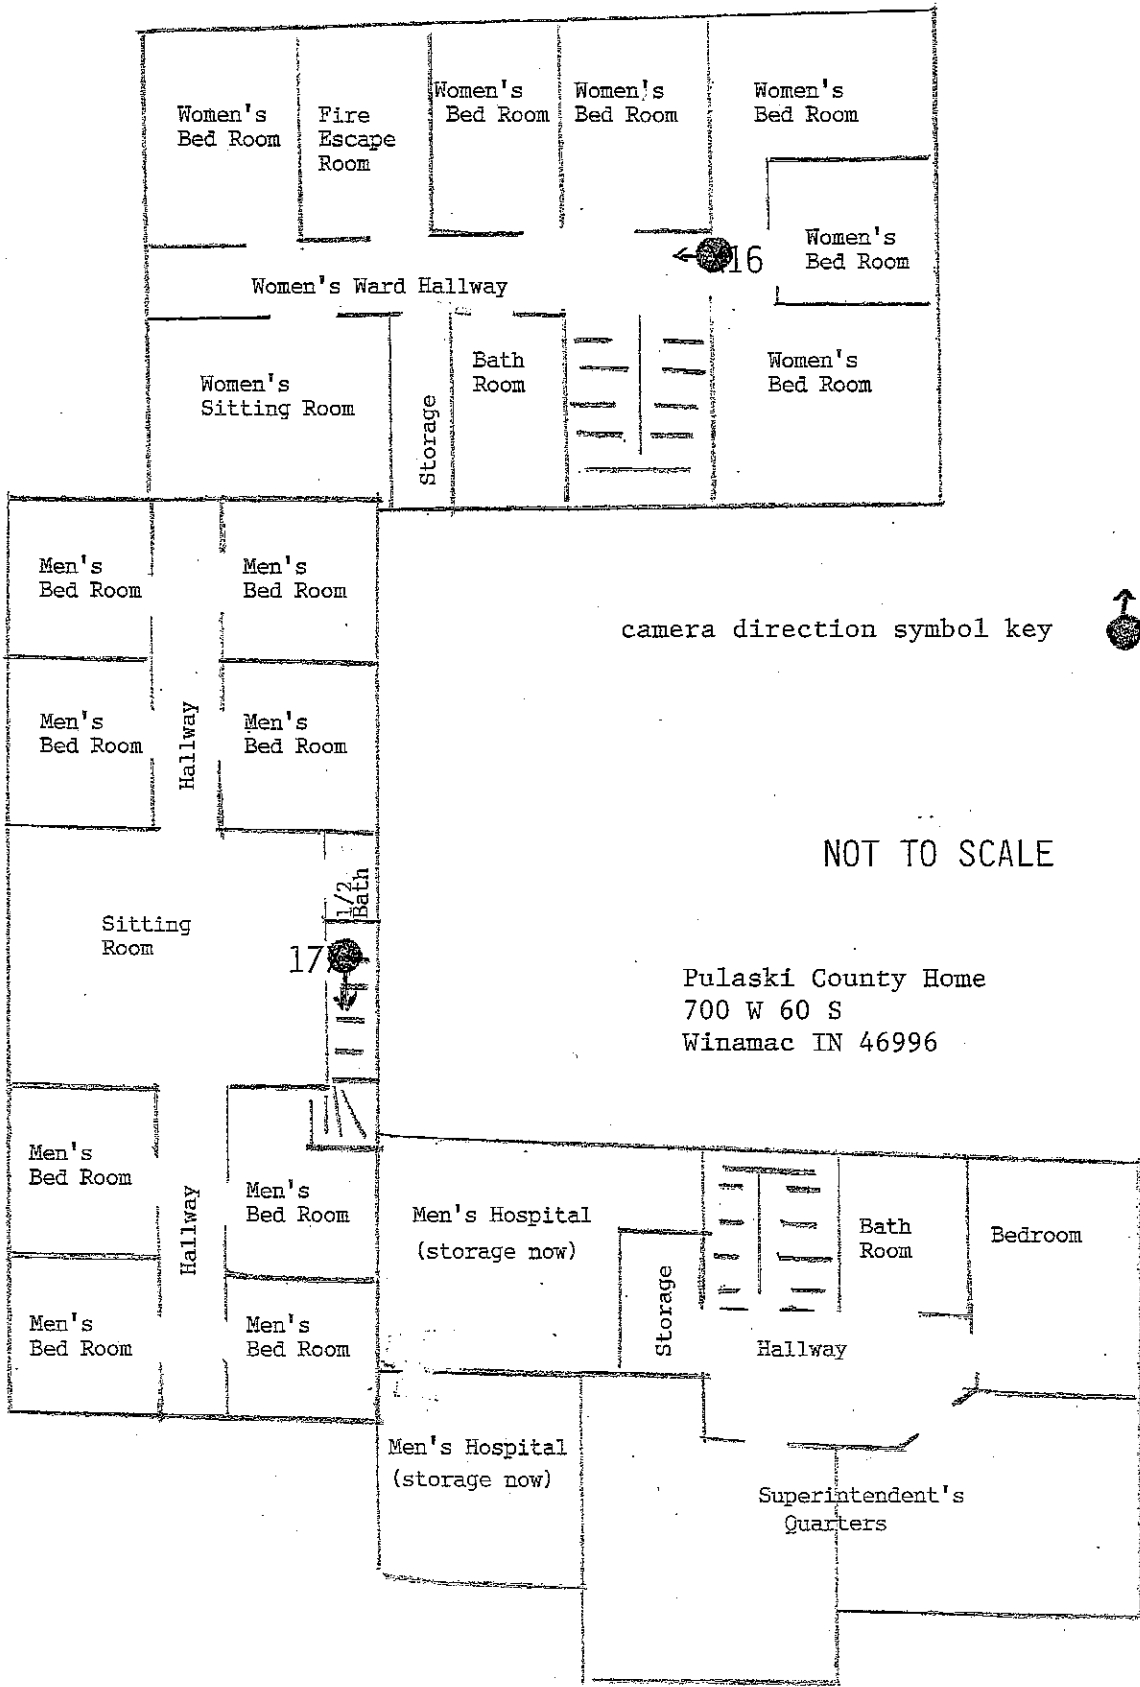 Women's
Bed Room
Fire
Escape
Room
Women's
Bed Room
Women's
Bed Room
Women's
Bed Room
Women's
Bed Room
16
Women's Ward Hallway
Women's
Sitting Room
Storage
Bath
Room
Women's
Bed Room
Men's
Bed Room
Men's
Bed Room
camera direction symbol key
Men's
Bed Room
Hallway
Men's
Bed Room
NOT TO SCALE
1/2
Bath
Sitting
Room
17
Pulaski County Home
700 W 60 S
Winamac IN 46996
Men's
Bed Room
Hallway
Men's
Bed Room
Men's Hospital
(storage now)
Storage
Bath
Room
Bedroom
Men's
Bed Room
Men's
Bed Room
Hallway
Men's Hospital
(storage now)
Superintendent's
Quarters